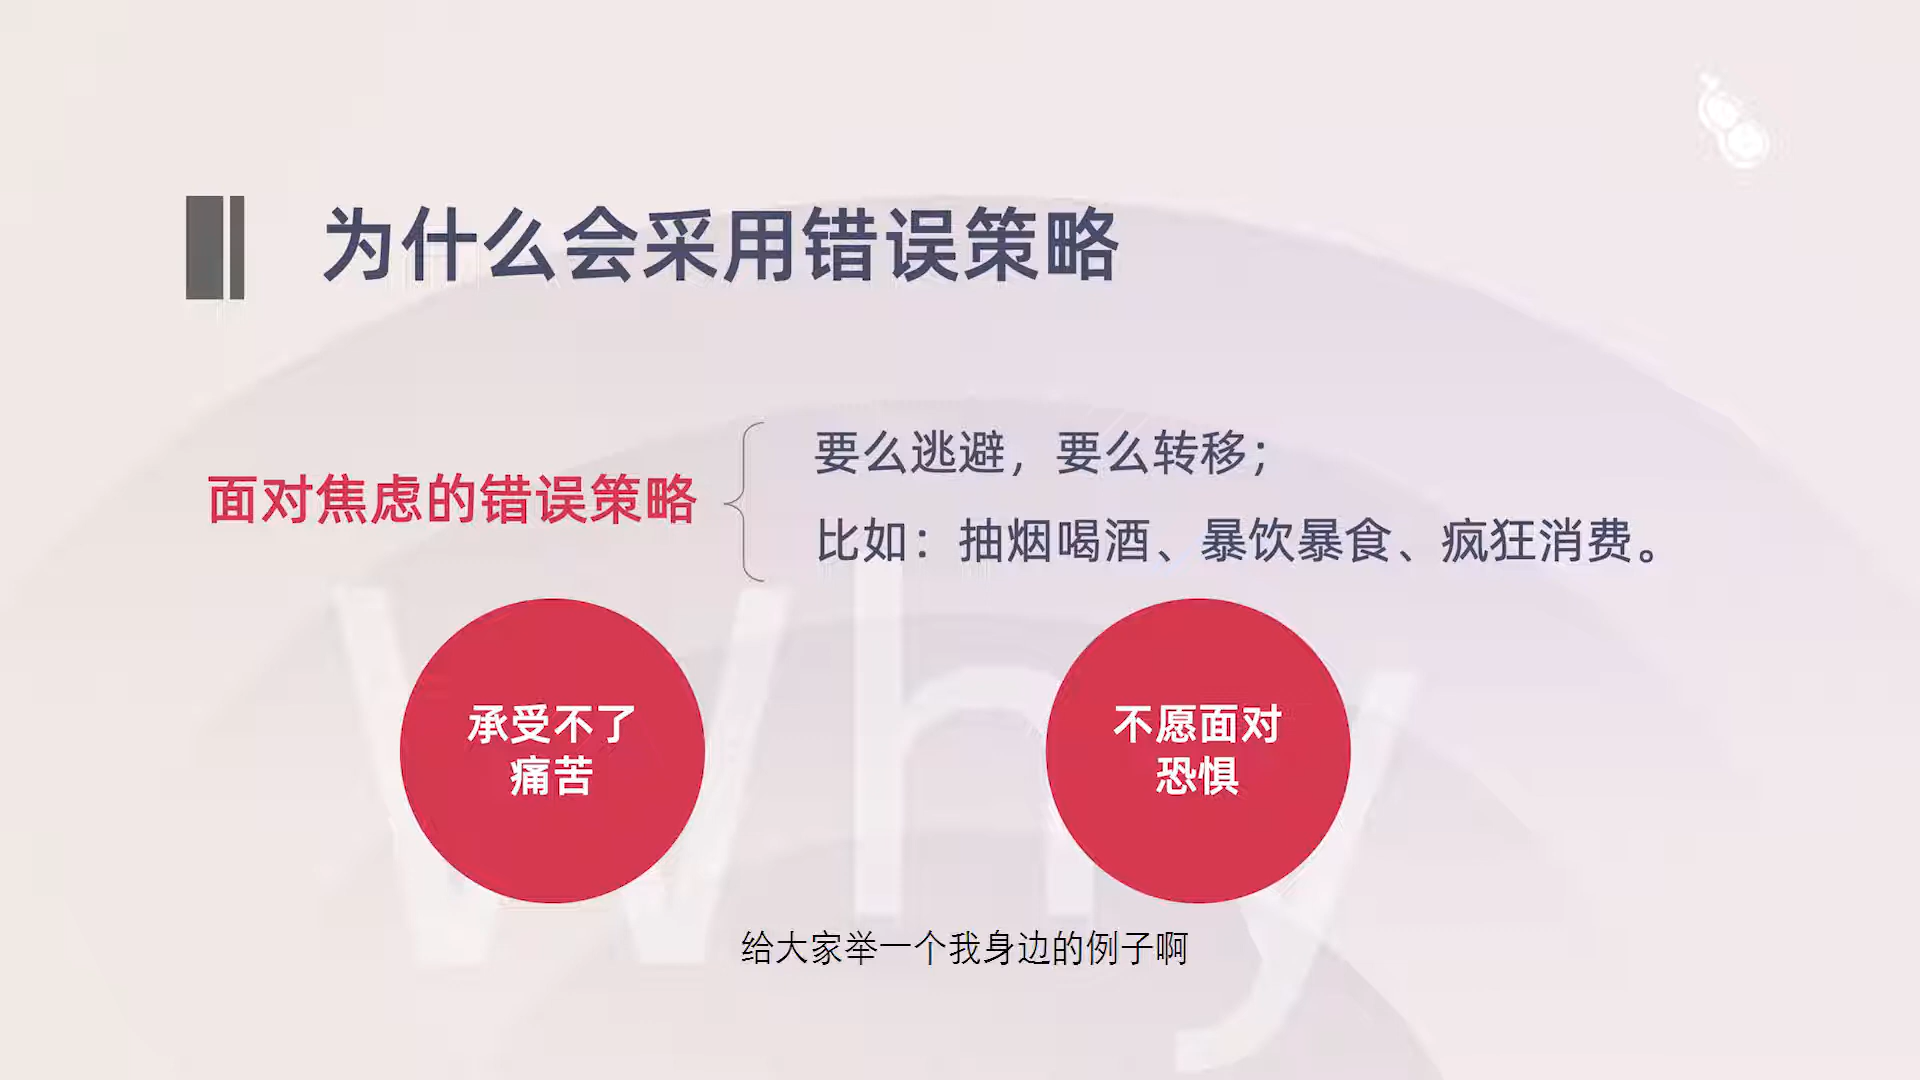 为什么会采用错误策略
面对焦虑的错误策略
要么逃避，要么转移；
比如：抽烟喝酒、暴饮暴食、疯狂消费。
承受不了
痛苦
不愿面对
恐惧
why
给大家举一个我身边的例子啊